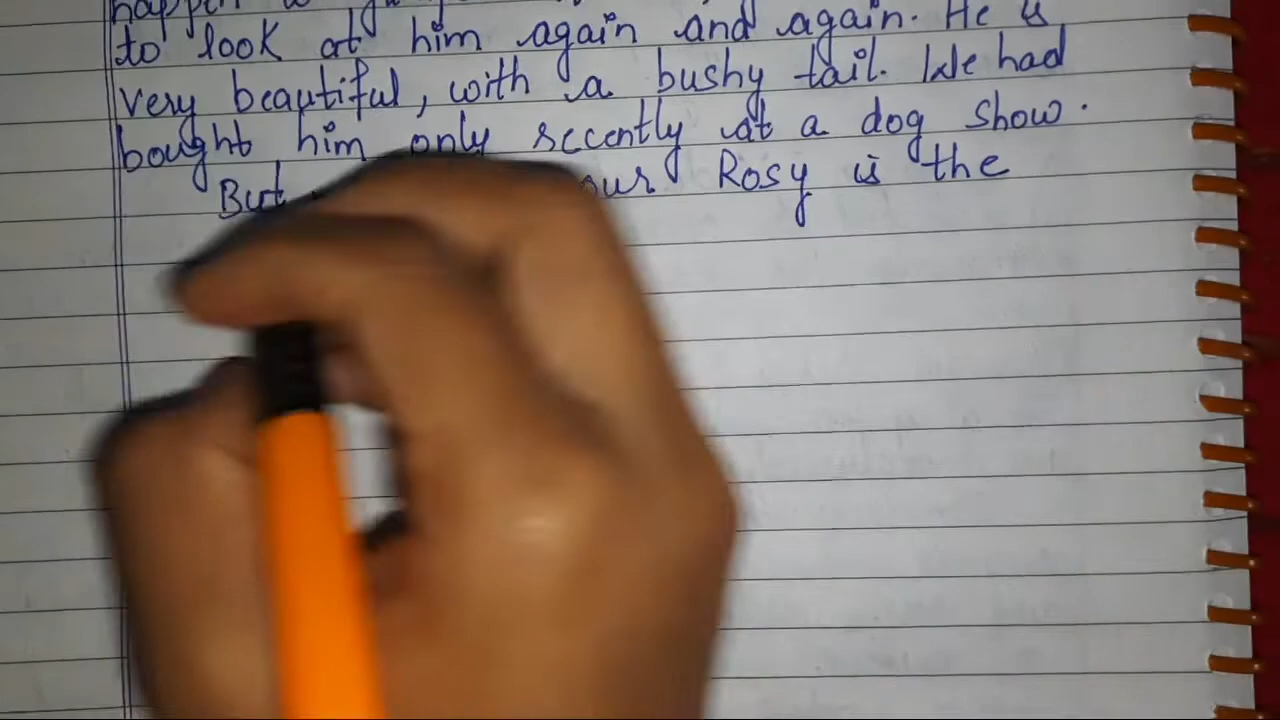 happen
to look at him again and again. He is
very beautiful, with a bushy tail. We had
bought him only recently at a dog show.
But our Rosy is the